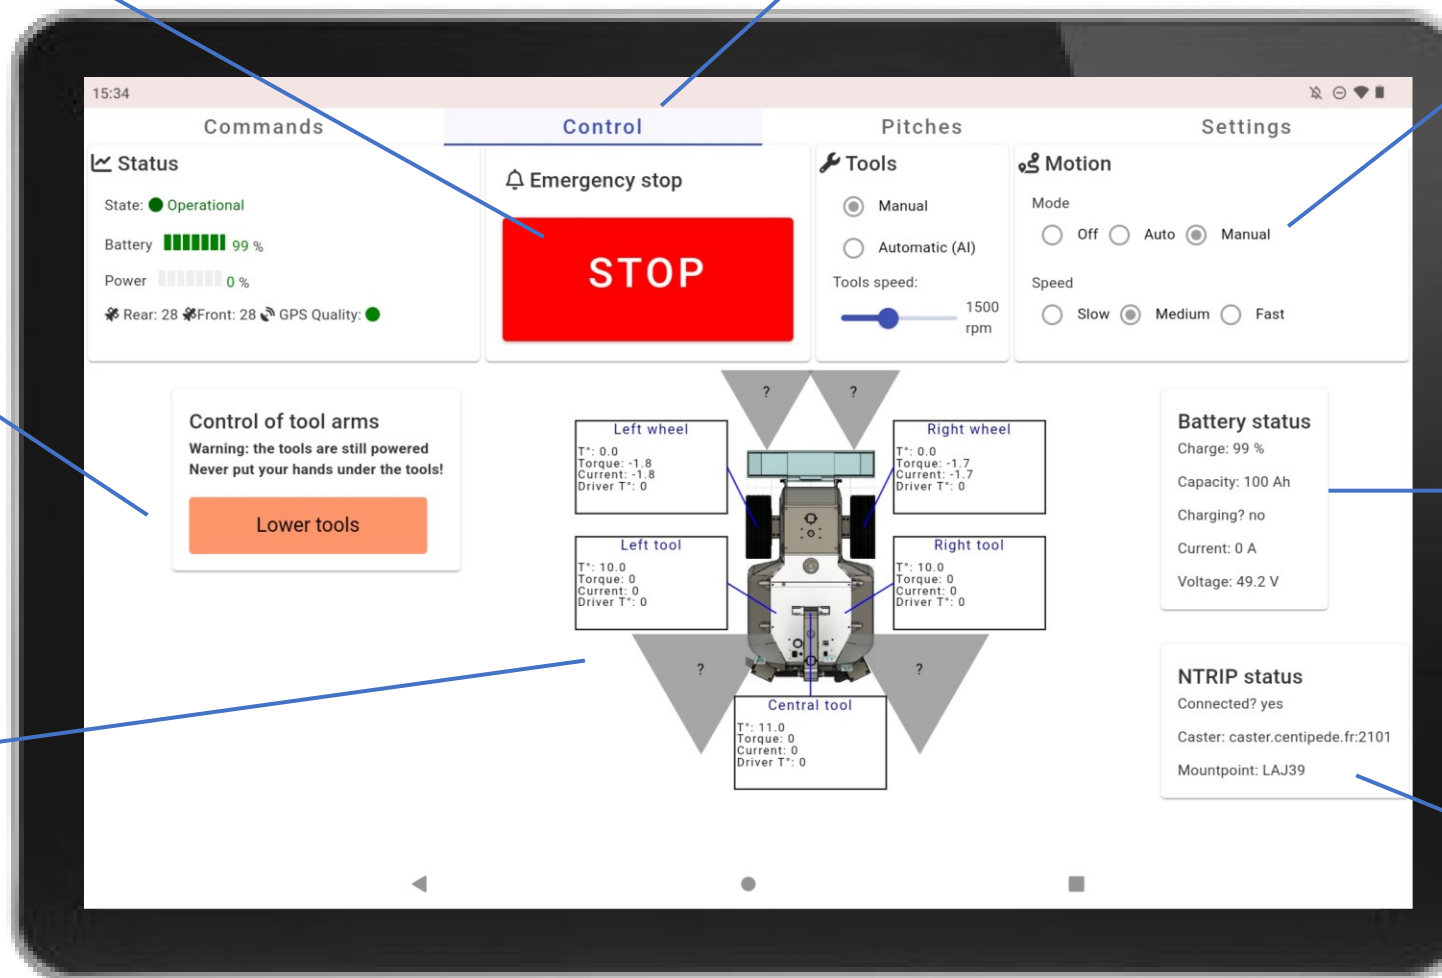 15:34
Commands
Control
Pitches
Settings
Status
State: Operational
Battery 99 %
Power 0 %
Rear: 28 Front: 28 GPS Quality:
Emergency stop
STOP
Tools
Manual
Automatic (AI)
Tools speed:
1500
rpm
Motion
Mode
Off Auto Manual
Speed
Slow Medium Fast
Control of tool arms
Warning: the tools are still powered
Never put your hands under the tools!
Lower tools
? ?
Left wheel
T°: 0.0
Torque: -1.8
Current: -1.8
Driver T°: 0
Right wheel
T°: 0.0
Torque: -1.7
Current: -1.7
Driver T°: 0
Left tool
T°: 10.0
Torque: 0
Current: 0
Driver T°: 0
Right tool
T°: 10.0
Torque: 0
Current: 0
Driver T°: 0
? ?
Central tool
T°: 11.0
Torque: 0
Current: 0
Driver T°: 0
Battery status
Charge: 99 %
Capacity: 100 Ah
Charging? no
Current: 0 A
Voltage: 49.2 V
NTRIP status
Connected? yes
Caster: caster.centipede.fr:2101
Mountpoint: LAJ39